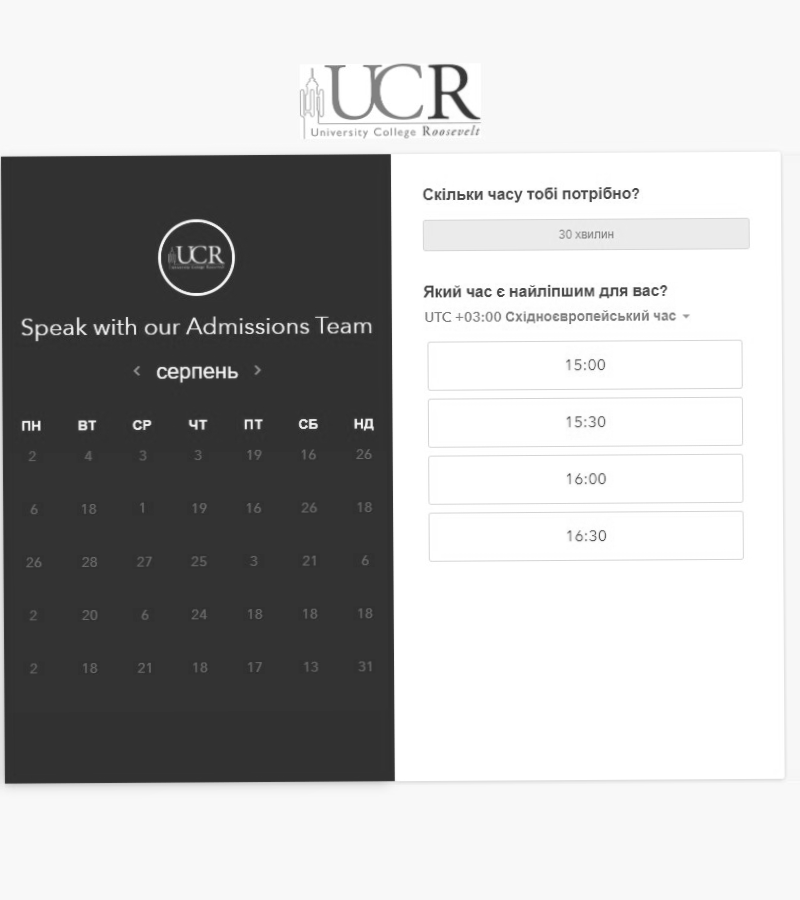 UCR
University College Roosevelt
UCR
University College Roosevelt
Speak with our Admissions Team
серпень
ПН ВТ СР ЧТ ПТ СБ НД
2 4 3 3 19 16 26
6 18 1 19 16 26 18
26 28 27 25 3 21 6
2 20 6 24 18 18 18
2 18 21 18 17 13 31
Скільки часу тобі потрібно?
30 хвилин
Який час є найліпшим для вас?
UTC +03:00 Східноєвропейський час
15:00
15:30
16:00
16:30